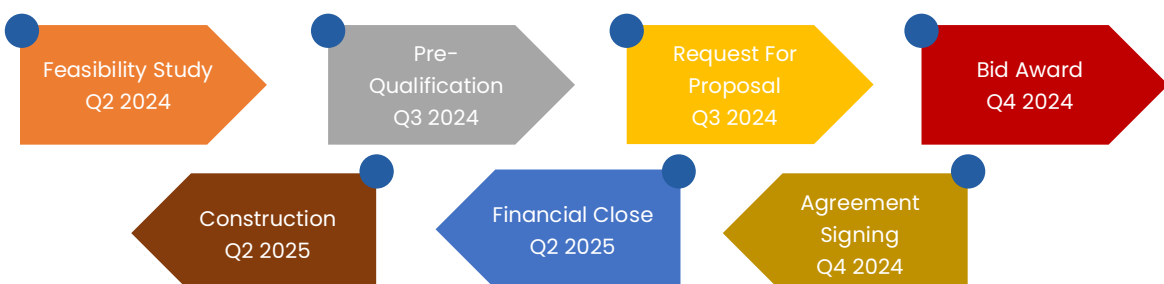 Feasibility Study
Q2 2024
Pre-
Qualification
Q3 2024
Request For
Proposal
Q3 2024
Bid Award
Q4 2024
Construction
Q2 2025
Financial Close
Q2 2025
Agreement
Signing
Q4 2024